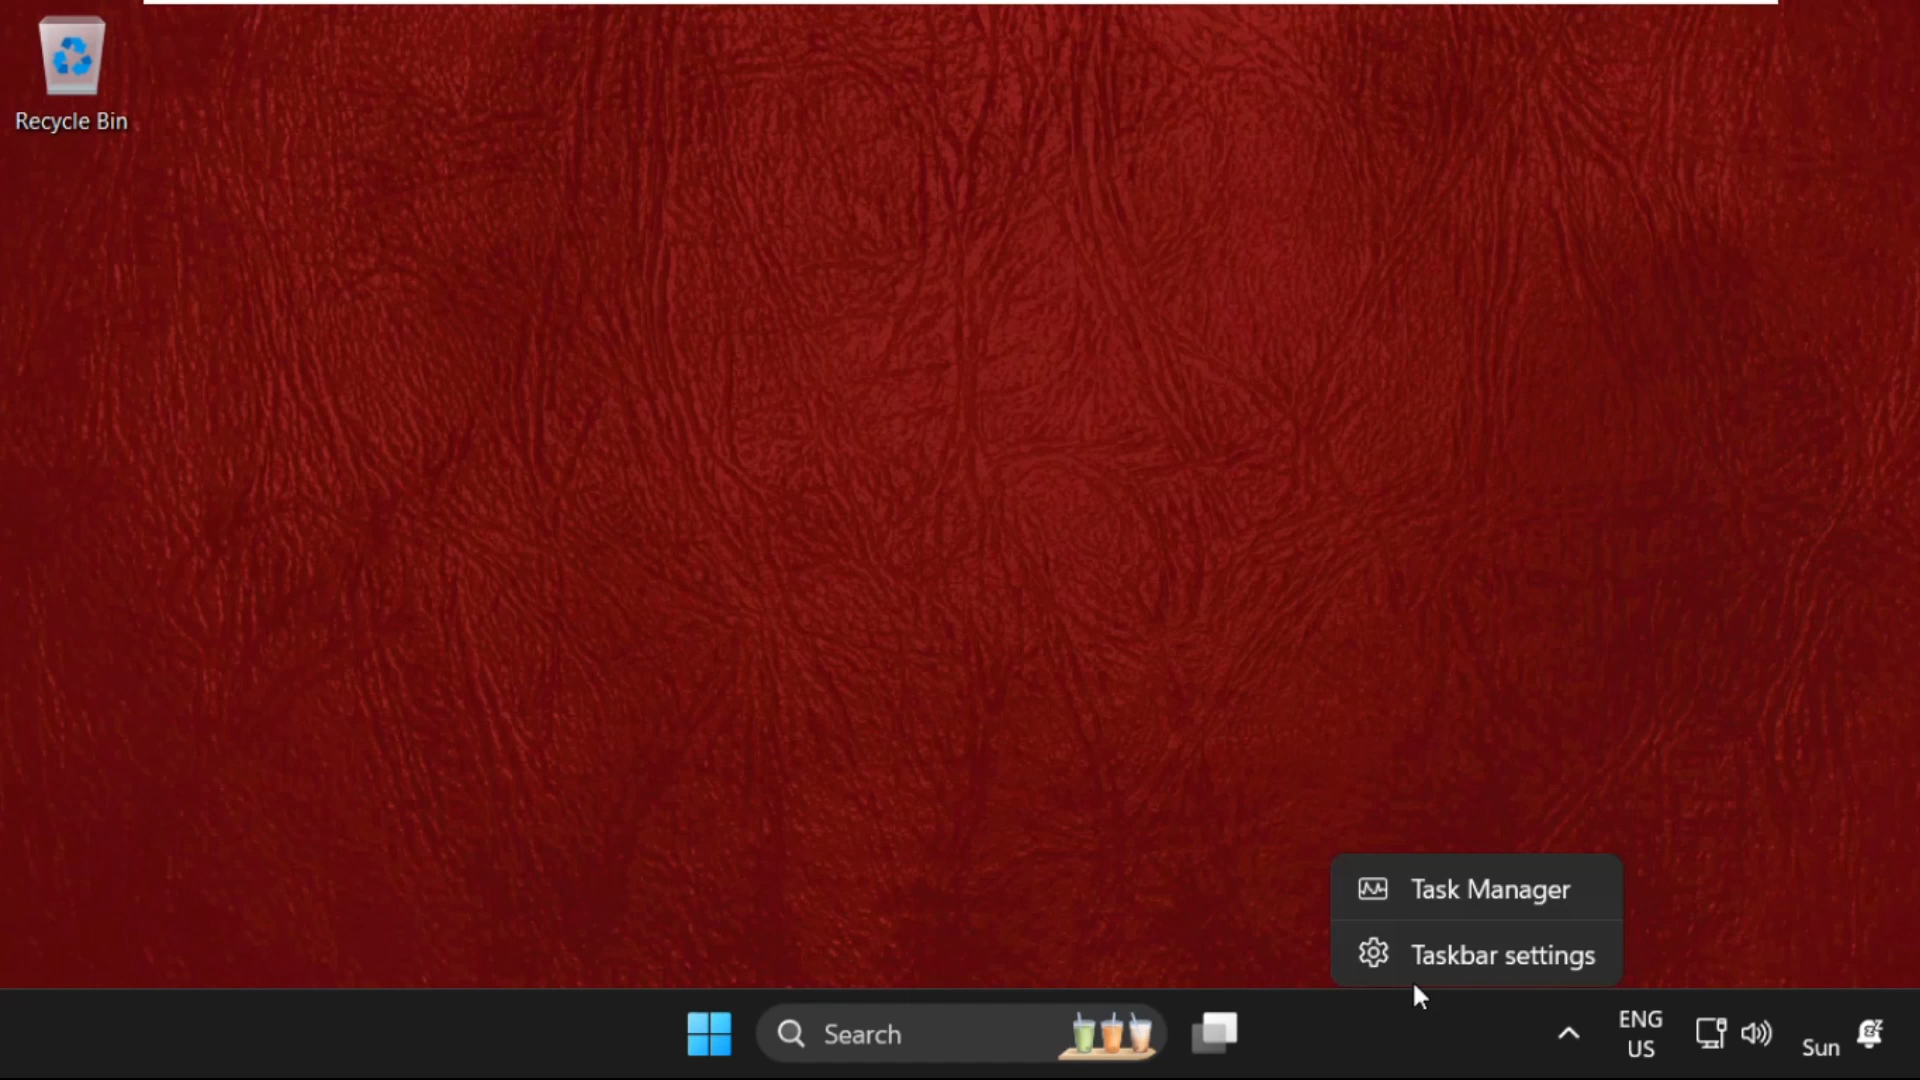 Recycle Bin
Task Manager
Taskbar settings
Search
ENG
US
Sun